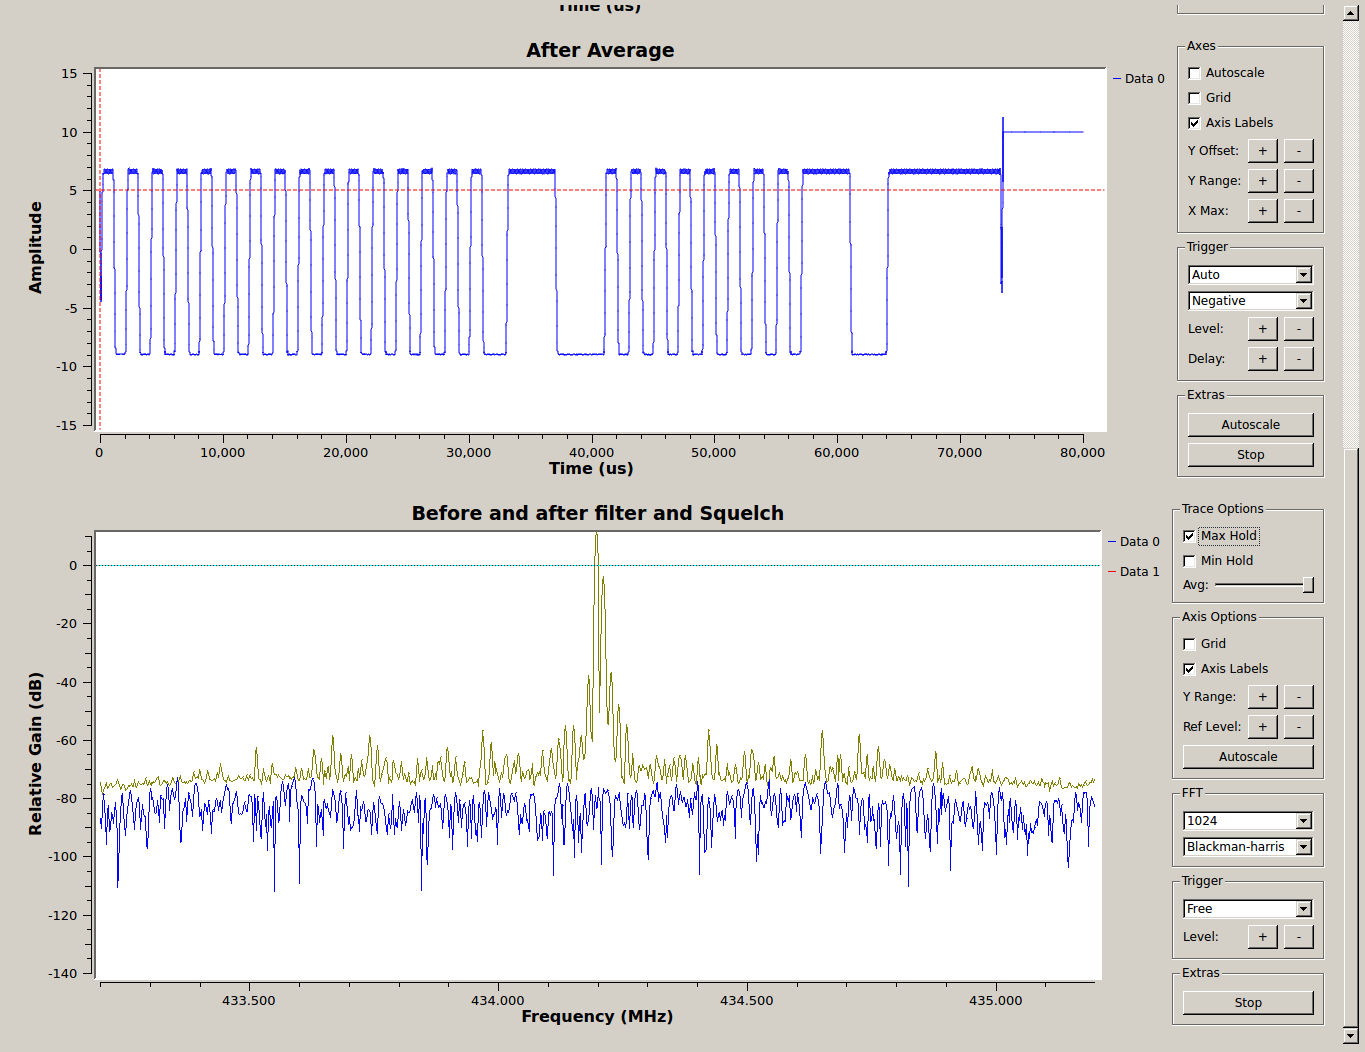 Time (us)
After Average
15
10
5
0
-5
-10
-15
Amplitude
0
10,000
20,000
30,000
40,000
50,000
60,000
70,000
80,000
Time (us)
Data 0
Axes
Autoscale
Grid
Axis Labels
Y Offset: + -
Y Range: + -
X Max: + -
Trigger
Auto
Negative
Level: + -
Delay: + -
Extras
Autoscale
Stop
Before and after filter and Squelch
0
-20
-40
-60
-80
-100
-120
-140
Relative Gain (dB)
433.500
434.000
434.500
435.000
Frequency (MHz)
Data 0
Data 1
Trace Options
Max Hold
Min Hold
Avg:
Axis Options
Grid
Axis Labels
Y Range: + -
Ref Level: + -
Autoscale
FFT
1024
Blackman-harris
Trigger
Free
Level: + -
Extras
Stop